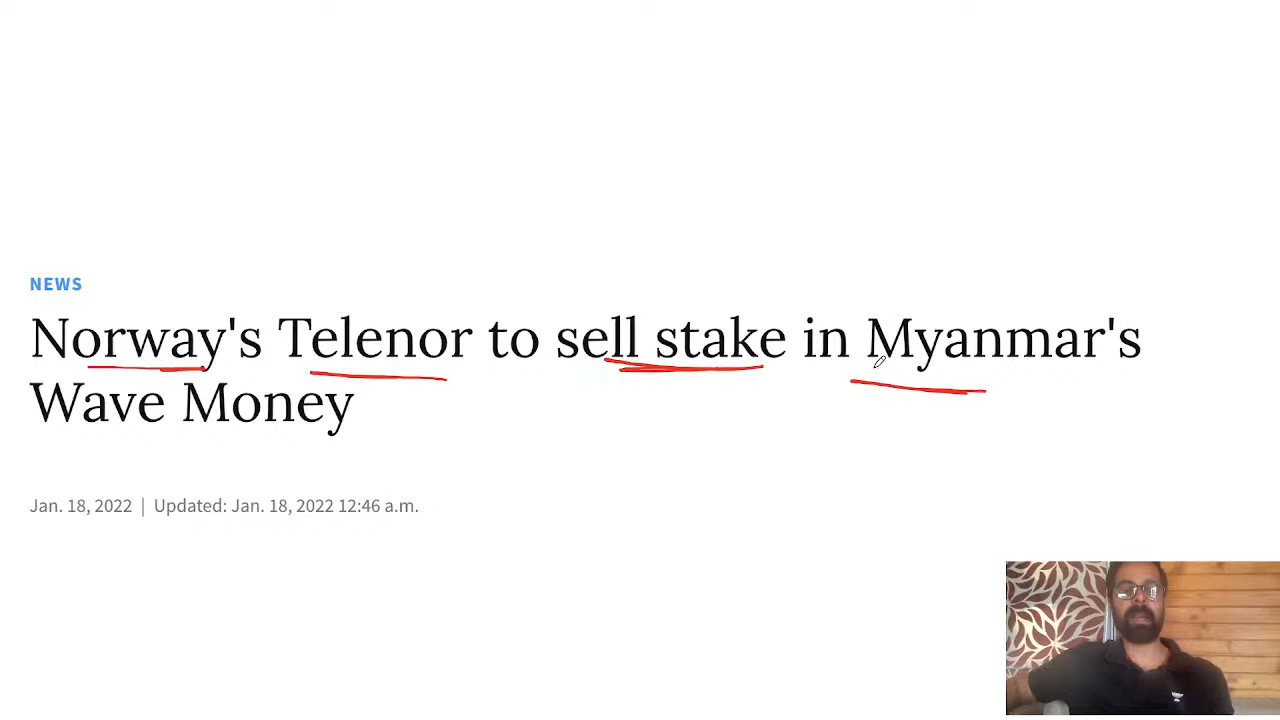 NEWS
Norway's Telenor to sell stake in Myanmar's
Wave Money
Jan. 18, 2022 | Updated: Jan. 18, 2022 12:46 a.m.